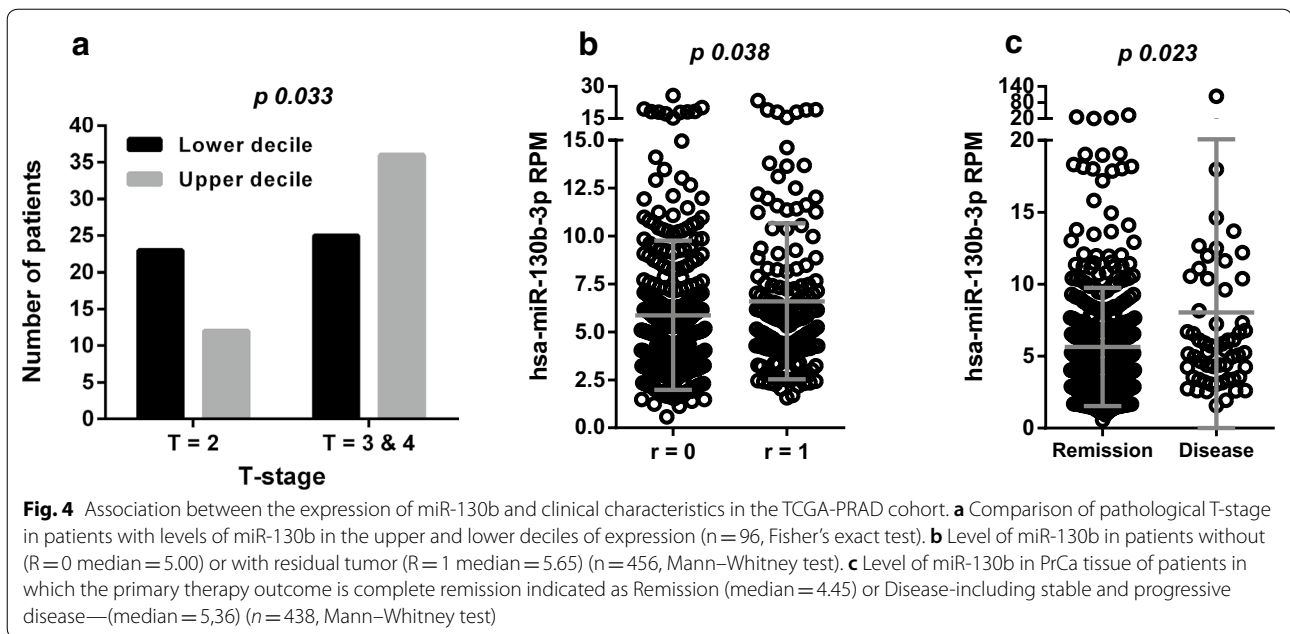 a
p 0.033
Number of patients
40
35
30
25
20
15
10
5
0
Lower decile
Upper decile
T = 2
T = 3 & 4
T-stage
b
p 0.038
hsa-miR-130b-3p RPM
30
15
15.0
12.5
10.0
7.5
5.0
2.5
0.0
r = 0
r = 1
c
p 0.023
hsa-miR-130b-3p RPM
140
80
20
20
15
10
5
0
Remission
Disease
Fig. 4 Association between the expression of miR-130b and clinical characteristics in the TCGA-PRAD cohort. a Comparison of pathological T-stage
in patients with levels of miR-130b in the upper and lower deciles of expression (n = 96, Fisher's exact test). b Level of miR-130b in patients without
(R = 0 median = 5.00) or with residual tumor (R = 1 median = 5.65) (n = 456, Mann–Whitney test). c Level of miR-130b in PrCa tissue of patients in
which the primary therapy outcome is complete remission indicated as Remission (median = 4.45) or Disease-including stable and progressive
disease—(median = 5,36) (n = 438, Mann–Whitney test)